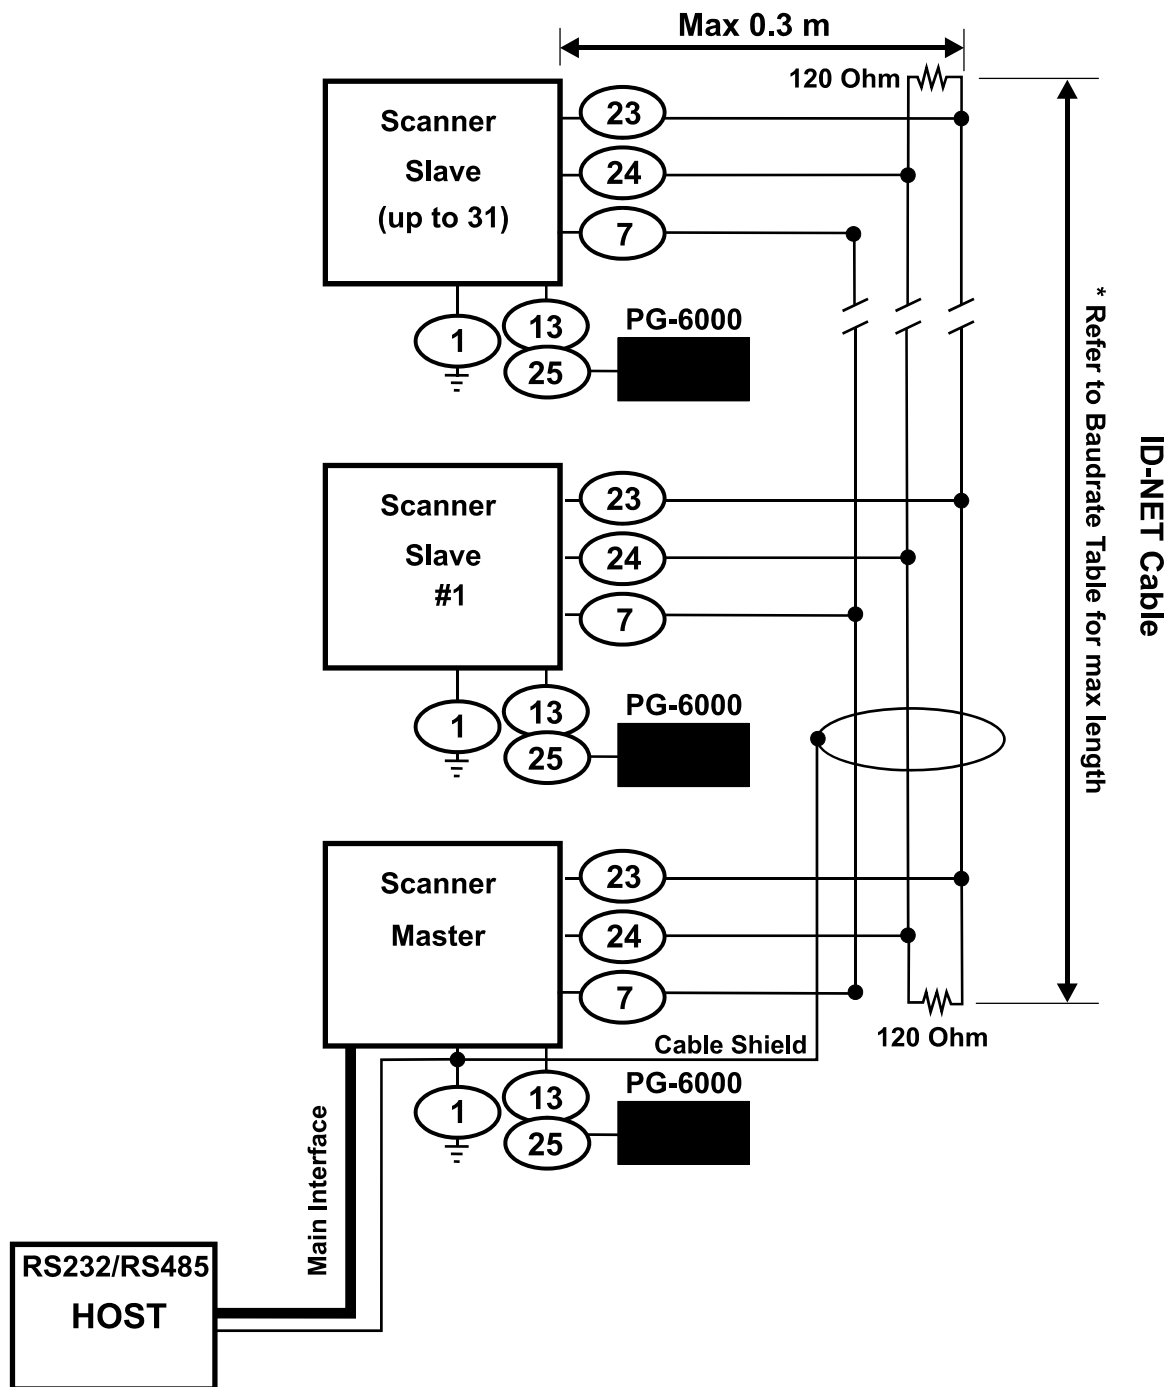 Max 0.3 m
120 Ohm
Scanner
Slave
(up to 31)
23
24
7
1
13
25
PG-6000
Scanner
Slave
#1
23
24
7
1
13
25
PG-6000
Scanner
Master
23
24
7
120 Ohm
Cable Shield
1
13
25
PG-6000
Main Interface
RS232/RS485
HOST
* Refer to Baudrate Table for max length
ID-NET Cable